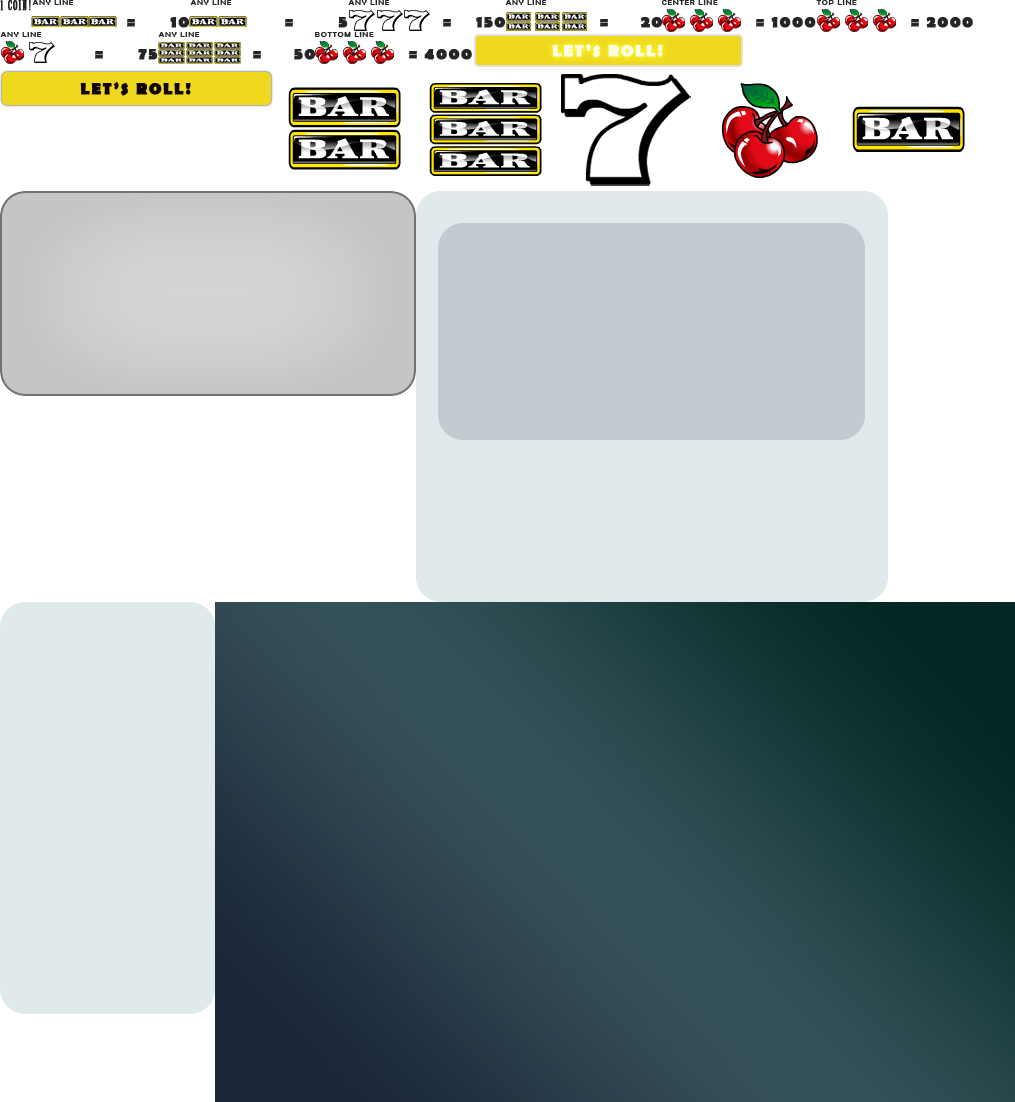 1 COIN!
ANY LINE ANY LINE ANY LINE ANY LINE CENTER LINE TOP LINE
BAR BAR BAR = 10 BAR BAR = 5 777 = 150 BAR BAR BAR = 20 = 1000 = 2000
BAR BAR BAR
ANY LINE ANY LINE BOTTOM LINE
7 = 75 BAR BAR BAR = 50 = 4000 LET'S ROLL!
BAR BAR BAR
BAR BAR BAR
LET'S ROLL!
BAR BAR 7 BAR
BAR BAR
BAR